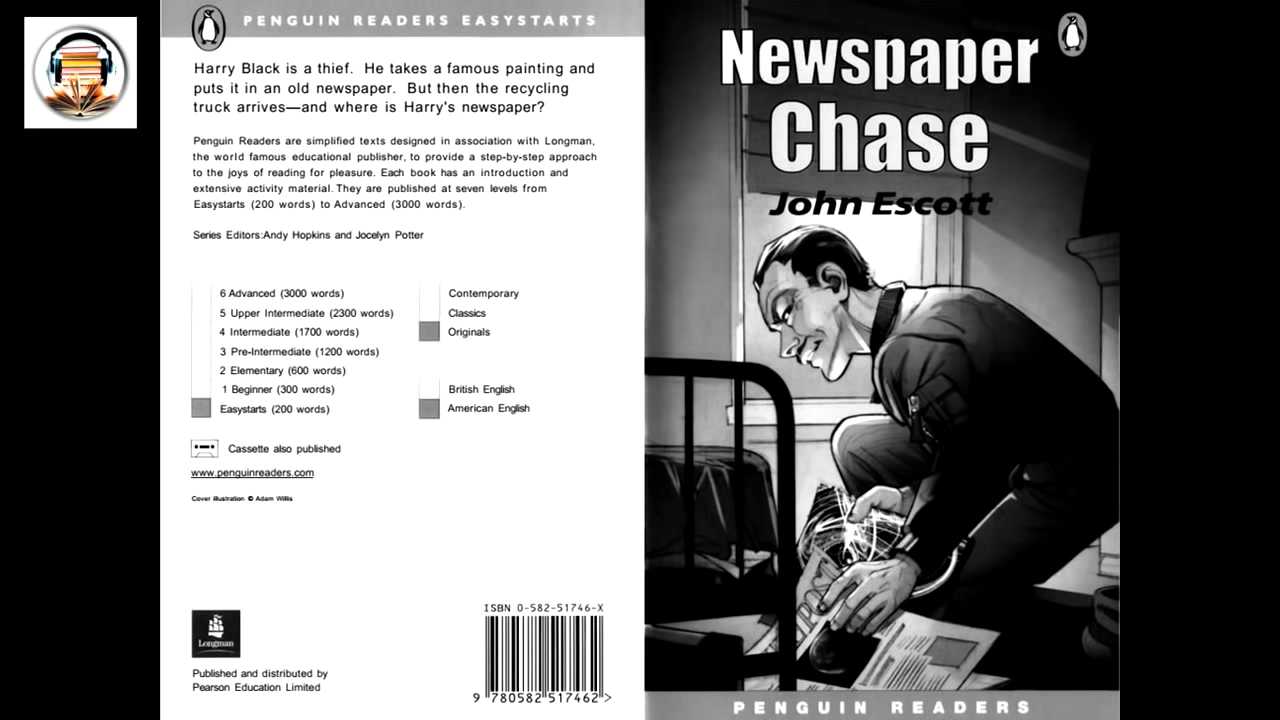 PENGUIN READERS EASYSTARTS
Harry Black is a thief. He takes a famous painting and
puts it in an old newspaper. But then the recycling
truck arrives—and where is Harry's newspaper?
Penguin Readers are simplified texts designed in association with Longman,
the world famous educational publisher, to provide a step-by-step approach
to the joys of reading for pleasure. Each book has an introduction and
extensive activity material. They are published at seven levels from
Easystarts (200 words) to Advanced (3000 words).
Series Editors:Andy Hopkins and Jocelyn Potter
6 Advanced (3000 words)
5 Upper Intermediate (2300 words)
4 Intermediate (1700 words)
3 Pre-Intermediate (1200 words)
2 Elementary (600 words)
1 Beginner (300 words)
Easystarts (200 words)
Contemporary
Classics
Originals
British English
American English
Cassette also published
www.penguinreaders.com
Cover illustration © Adam Willis
Longman
Published and distributed by
Pearson Education Limited
ISBN 0-582-51746-X
9 780582 517462 >
Newspaper
Chase
John Escott
PENGUIN READERS